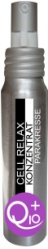 CELL RELAX
KONZENTRAT
PARAKRESSE
Q10+